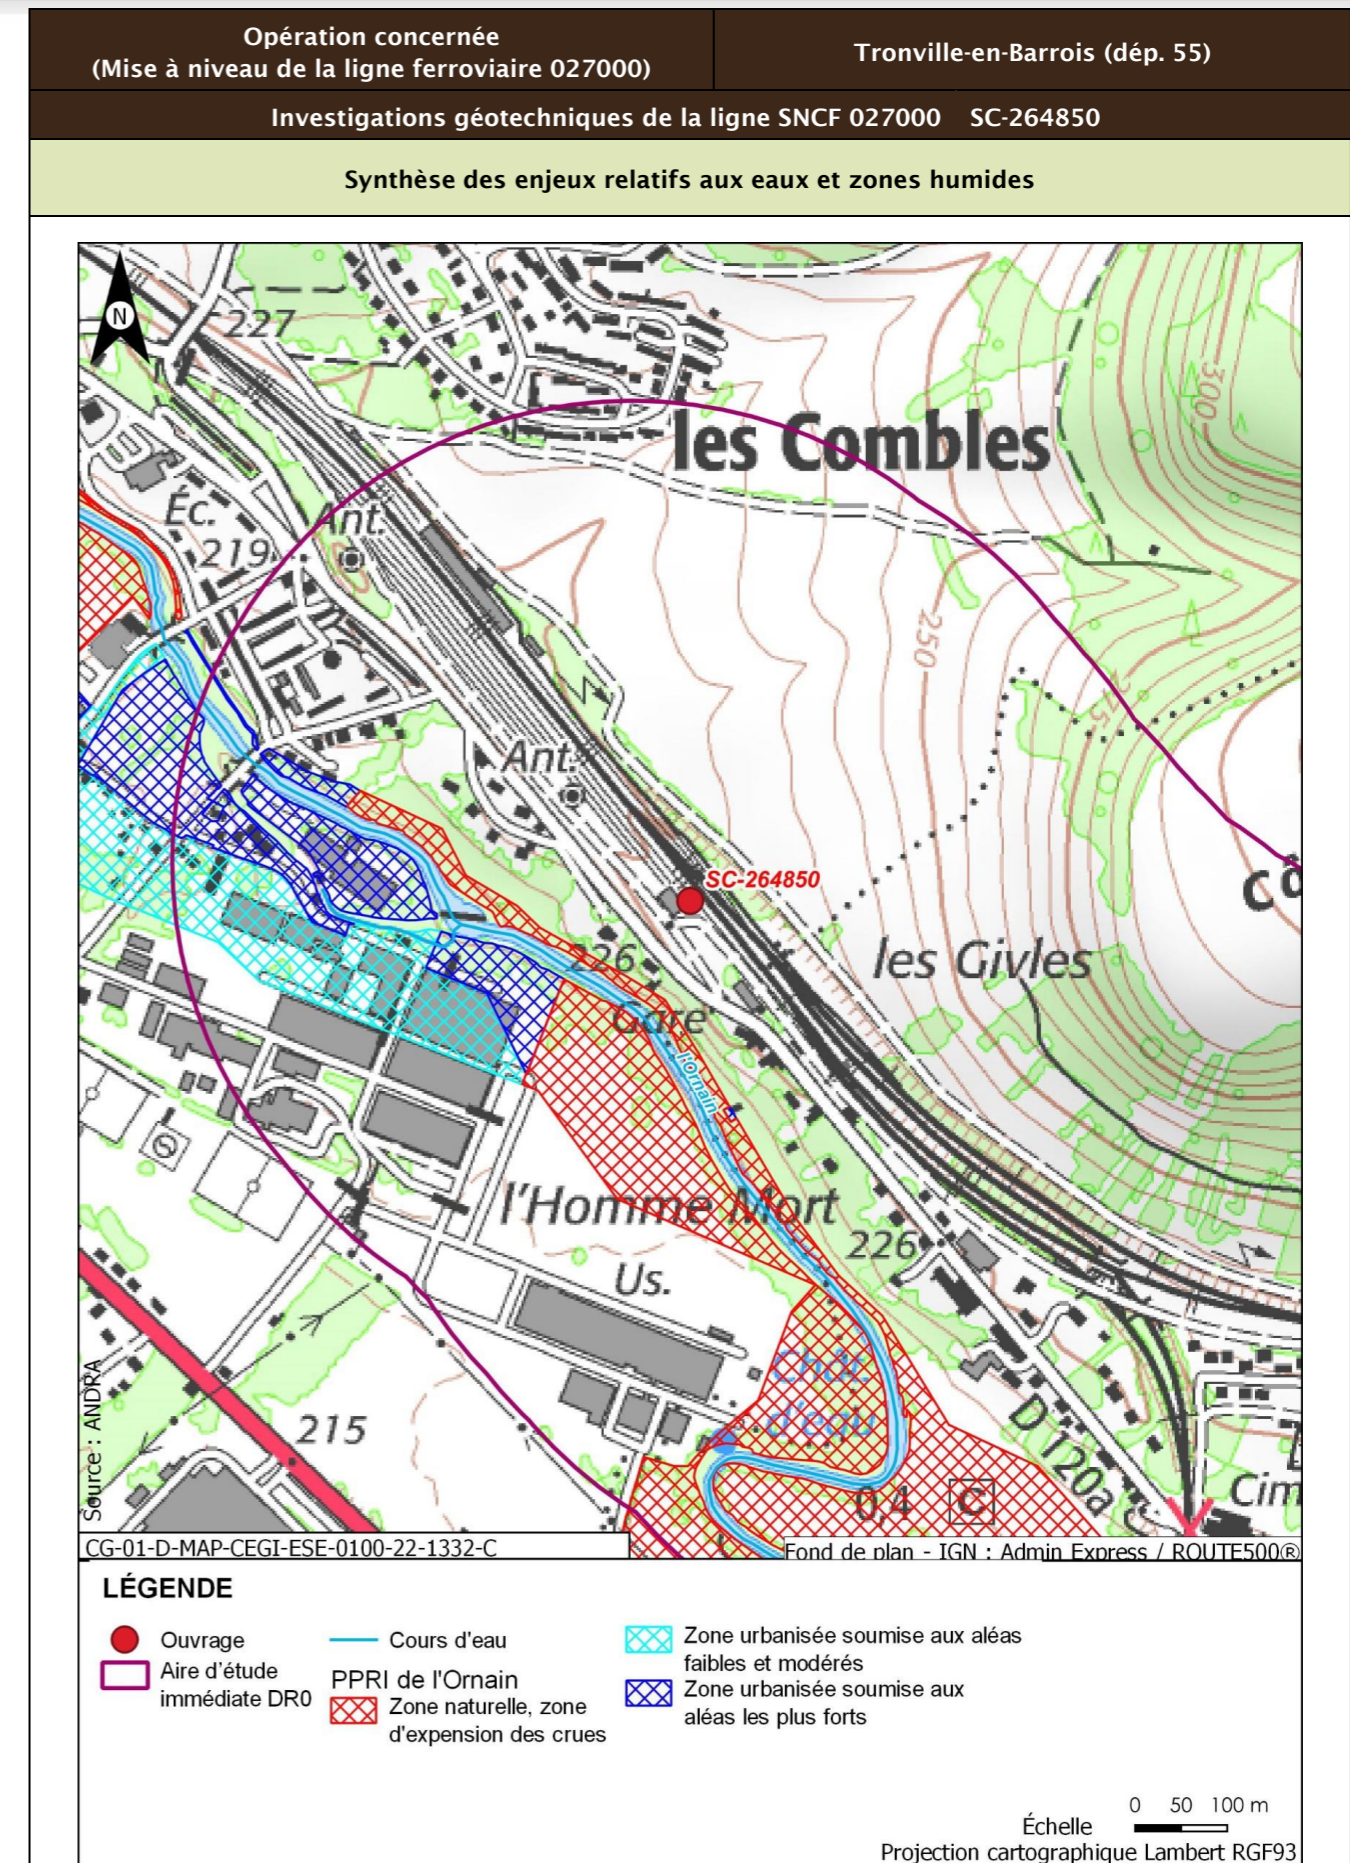 Opération concernée
(Mise à niveau de la ligne ferroviaire 027000)
Tronville-en-Barrois (dép. 55)
Investigations géotechniques de la ligne SNCF 027000 SC-264850
Synthèse des enjeux relatifs aux eaux et zones humides
N
227
les Combles
300
Éc.
219
Ant.
250
275
Ant.
SC-264850
les Givles
226
Gare
l'Ornain
l'Homme Mort
226
Us.
Chât.
d'eau
215
D 120a
0,4
C
Cim
Source : ANDRA
CG-01-D-MAP-CEGI-ESE-0100-22-1332-C
Fond de plan - IGN : Admin Express / ROUTE500®
LÉGENDE
Ouvrage
Aire d'étude
immédiate DR0
Cours d'eau
PPRI de l'Ornain
Zone naturelle, zone
d'expension des crues
Zone urbanisée soumise aux aléas
faibles et modérés
Zone urbanisée soumise aux
aléas les plus forts
0 50 100 m
Échelle
Projection cartographique Lambert RGF93